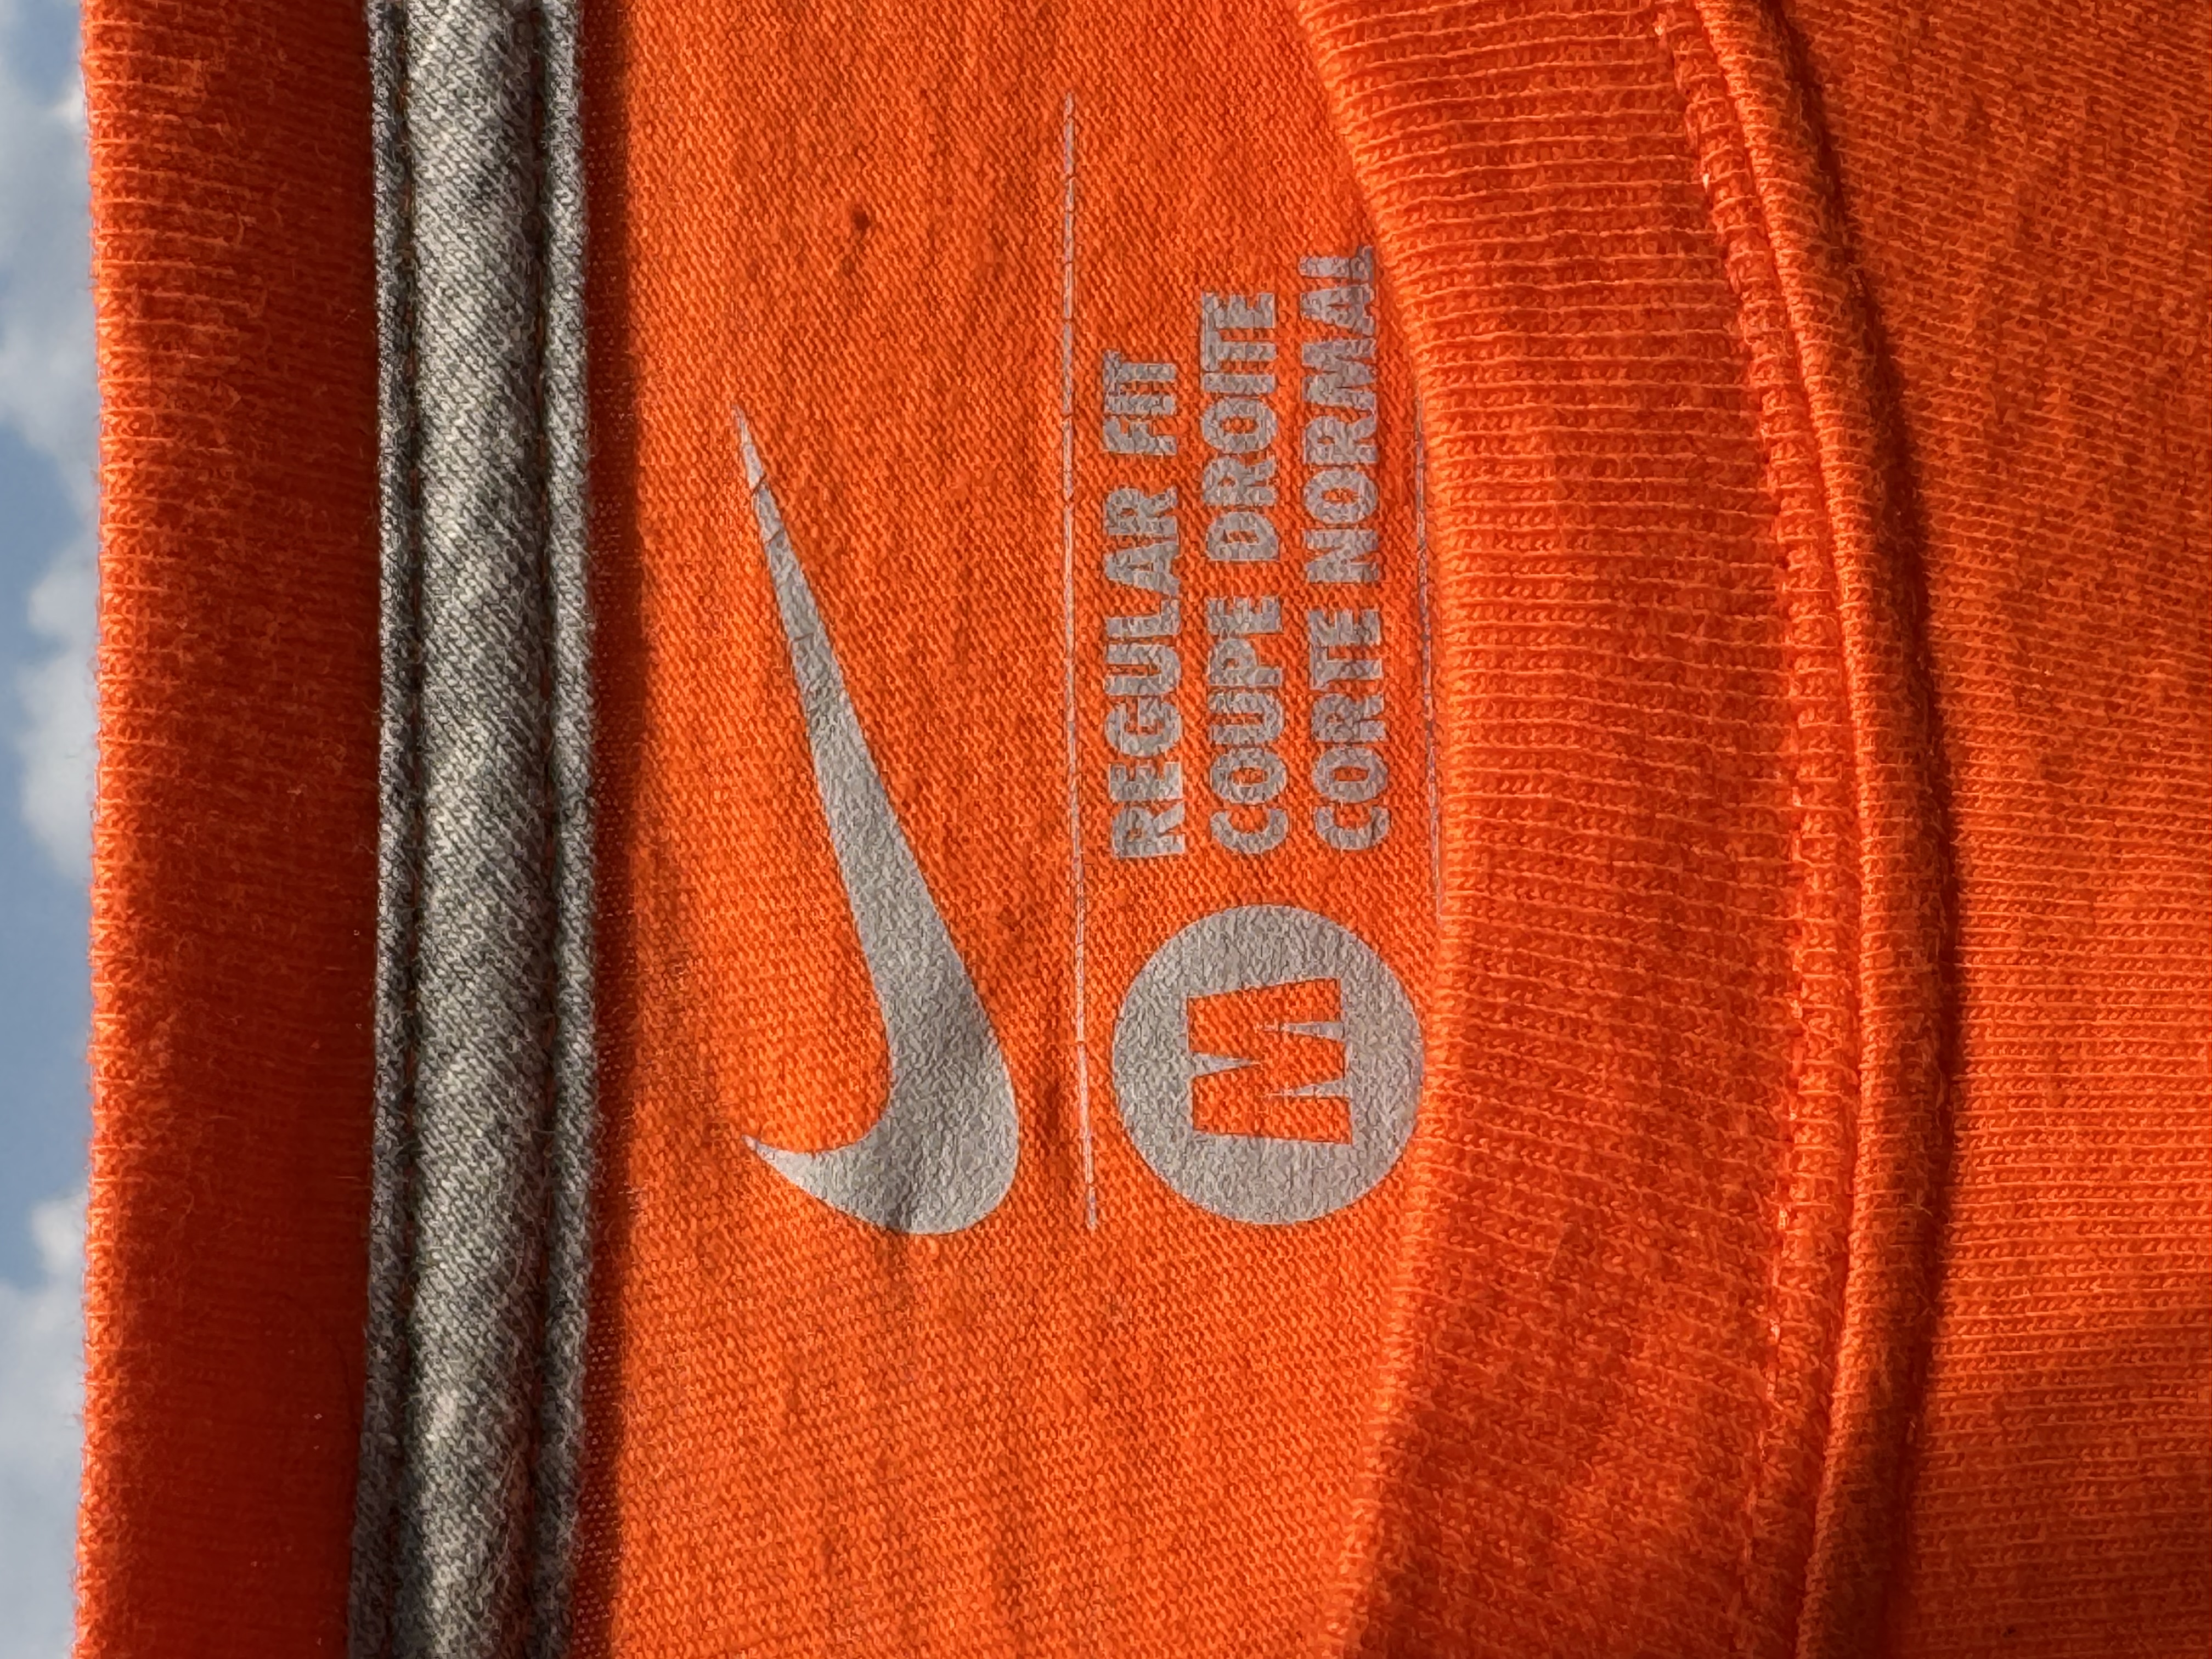 M
REGULAR FIT
COUPE DROITE
CORTE NORMAL